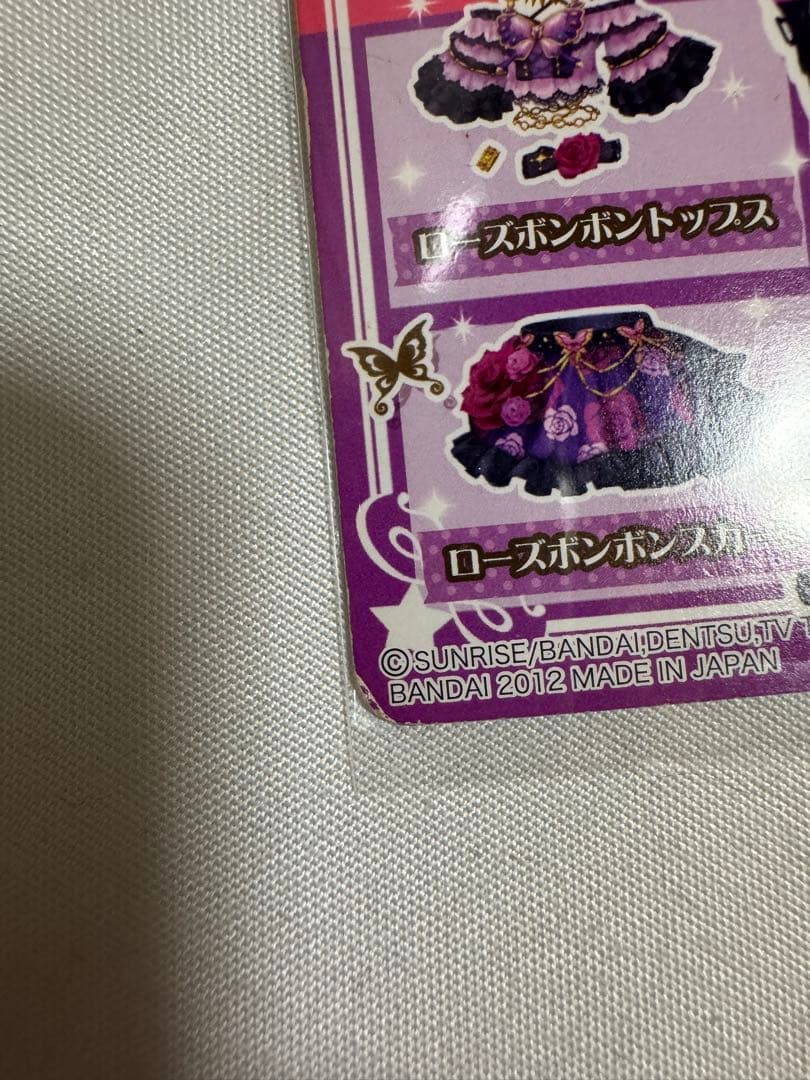 ローズボンボントップス
ローズボンボンスカ
©SUNRISE/BANDAI,DENTSU,TV
BANDAI 2012 MADE IN JAPAN